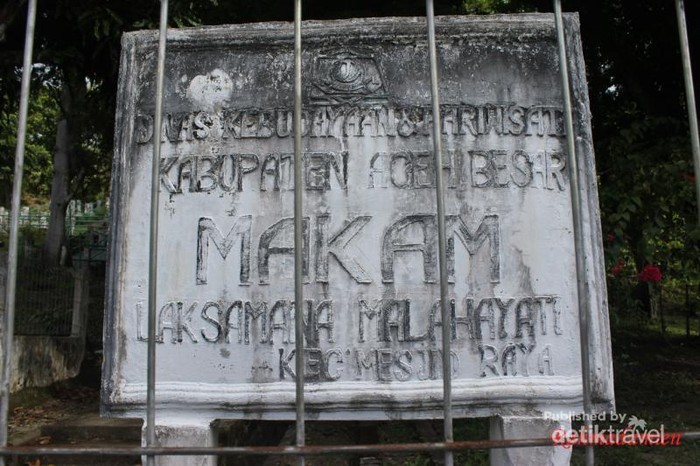 DINAS KEBUDAYAAN & PARIWISATA
KABUPATEN ACEH BESAR
MAKAM
LAKSAMANA MALAHAYATI
KEC. MESJID RAYA
Published by
detiktravel